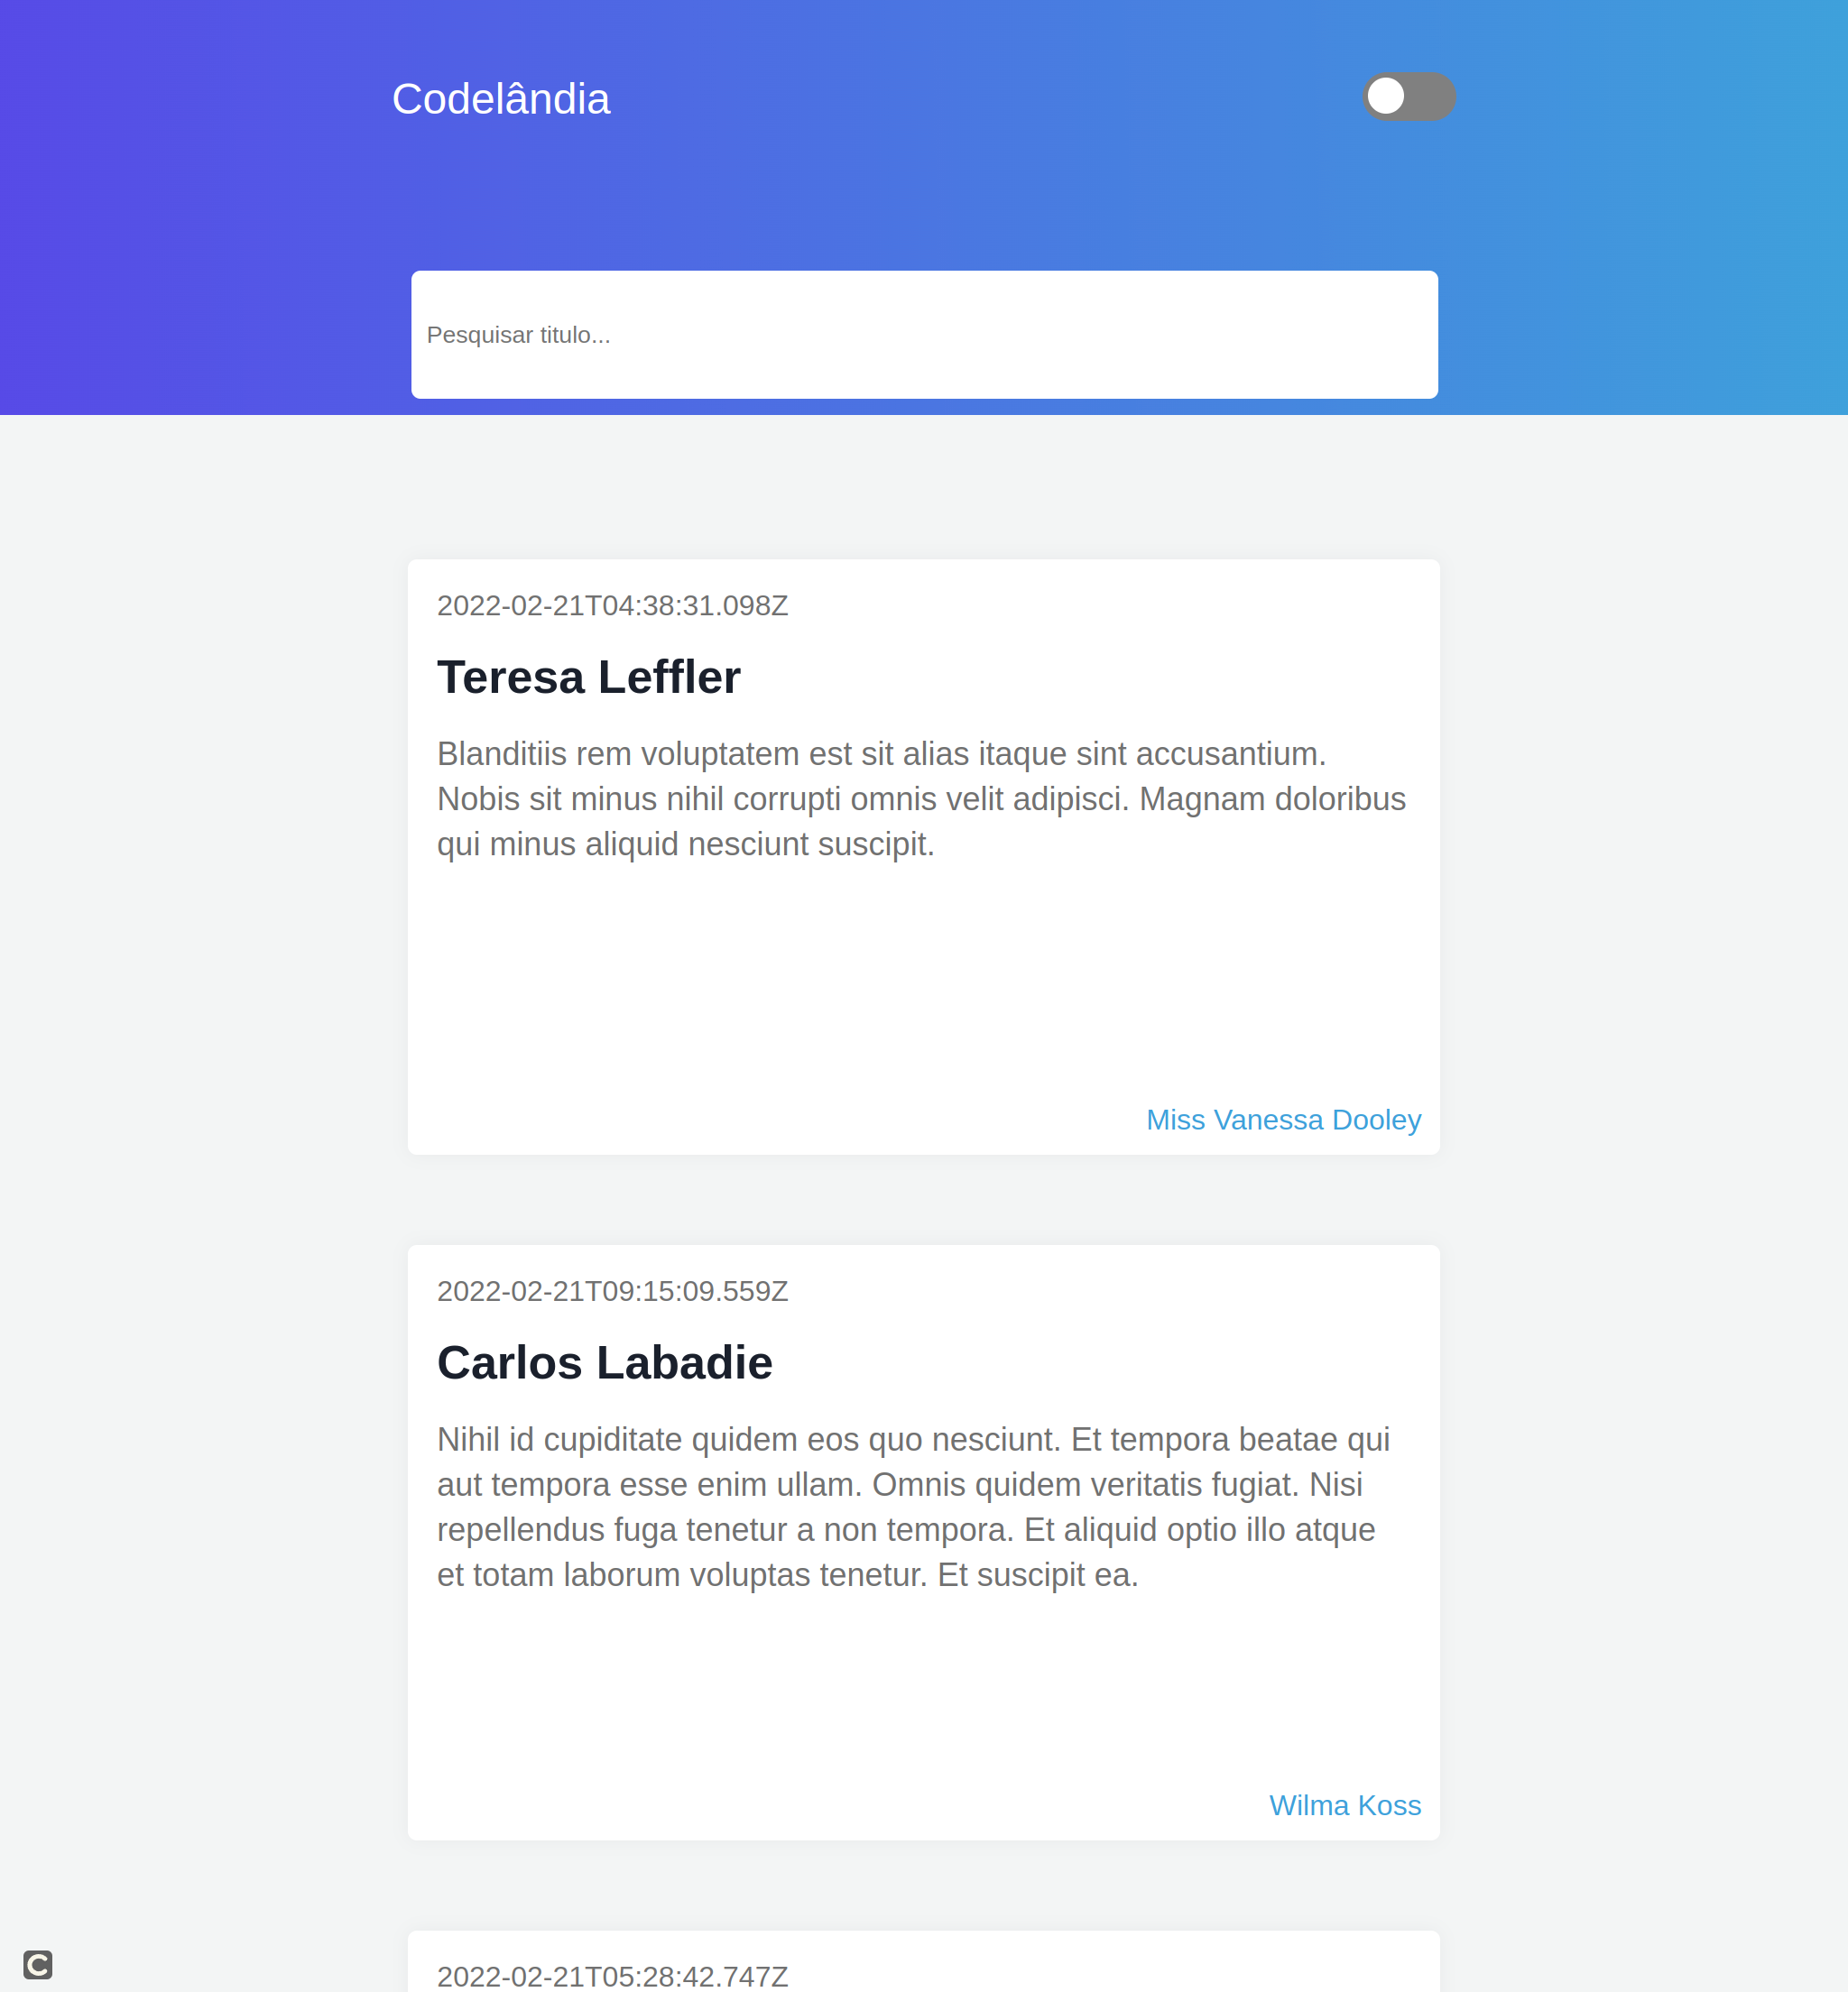 Codelândia
Pesquisar titulo...
2022-02-21T04:38:31.098Z
Teresa Leffler
Blanditiis rem voluptatem est sit alias itaque sint accusantium.
Nobis sit minus nihil corrupti omnis velit adipisci. Magnam doloribus
qui minus aliquid nesciunt suscipit.
Miss Vanessa Dooley
2022-02-21T09:15:09.559Z
Carlos Labadie
Nihil id cupiditate quidem eos quo nesciunt. Et tempora beatae qui
aut tempora esse enim ullam. Omnis quidem veritatis fugiat. Nisi
repellendus fuga tenetur a non tempora. Et aliquid optio illo atque
et totam laborum voluptas tenetur. Et suscipit ea.
Wilma Koss
C
2022-02-21T05:28:42.747Z